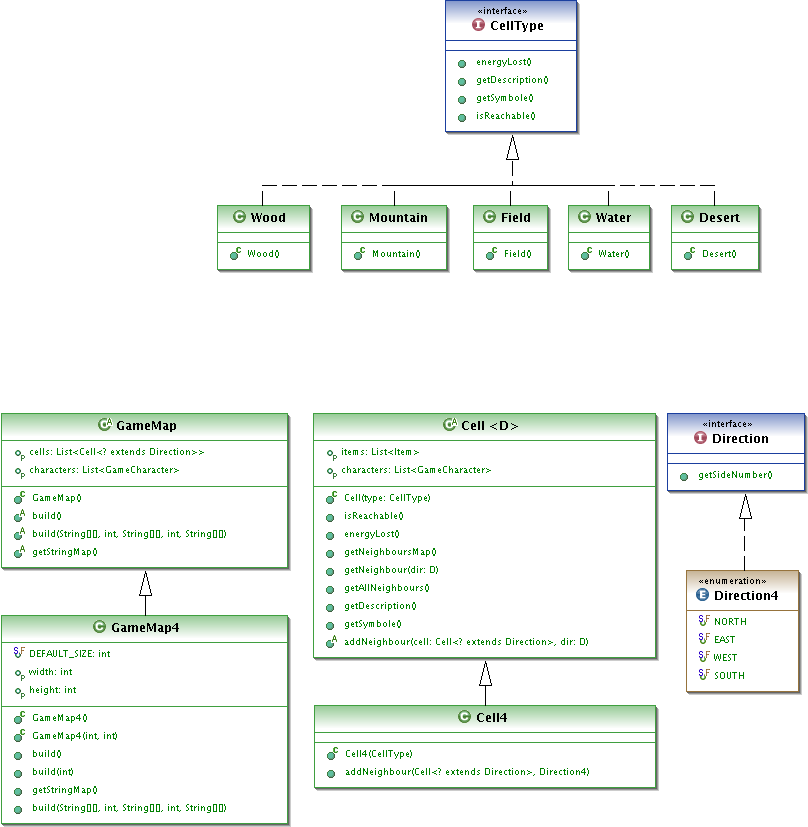 «interface»
CellType
energyLost()
getDescription()
getSymbole()
isReachable()
Wood
Wood()
Mountain
Mountain()
Field
Field()
Water
Water()
Desert
Desert()
GameMap
cells: List<Cell<? extends Direction>>
characters: List<GameCharacter>
GameMap()
build()
build(String[][], int, String[][], int, String[][])
getStringMap()
GameMap4
DEFAULT_SIZE: int
width: int
height: int
GameMap4()
GameMap4(int, int)
build()
build(int)
getStringMap()
build(String[][], int, String[][], int, String[][])
Cell <D>
items: List<Item>
characters: List<GameCharacter>
Cell(type: CellType)
isReachable()
energyLost()
getNeighboursMap()
getNeighbour(dir: D)
getAllNeighbours()
getDescription()
getSymbole()
addNeighbour(cell: Cell<? extends Direction>, dir: D)
Cell4
Cell4(CellType)
addNeighbour(Cell<? extends Direction>, Direction4)
«interface»
Direction
getSideNumber()
«enumeration»
Direction4
NORTH
EAST
WEST
SOUTH